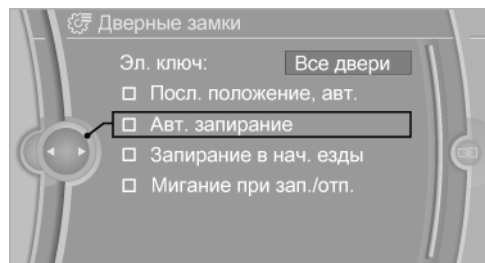 Дверные замки
Эл. ключ: Все двери
Посл. положение, авт.
Авт. запирание
Запирание в нач. езды
Мигание при зап./отп.